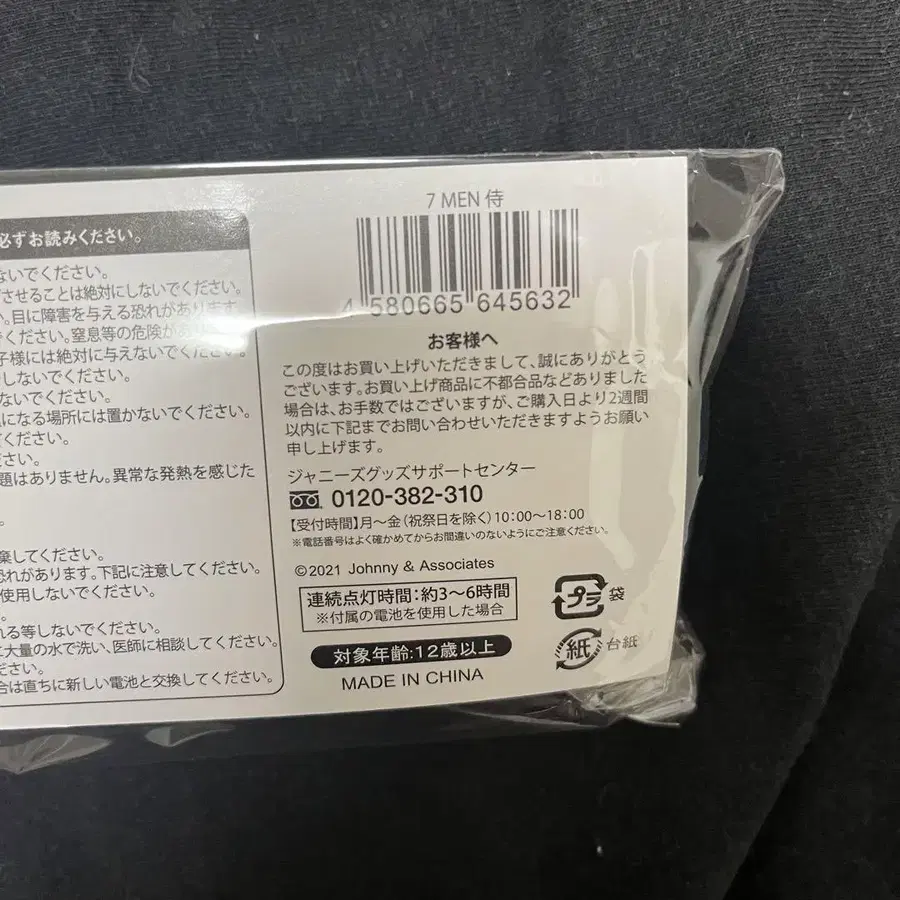 必ずお読みください。
ないでください。
させることは絶対にしないでください。
。目に障害を与える恐れがあります。
ください。窒息等の危険があります。
子様には絶対に与えないでください。
しないでください。
ないでください。
になる場所には置かないでください。
ください。
ださい。
題はありません。異常な発熱を感じた
棄してください。
恐れがあります。下記に注意してください。
使用しないでください。
れる等しないでください。
大量の水で洗い、医師に相談してください。
ださい。
合は直ちに新しい電池と交換してください。
7 MEN 侍
4 580665 645632
お客様へ
この度はお買い上げいただきまして、誠にありがとう
ございます。お買い上げ商品に不都合品などありました
場合は、お手数ではございますが、ご購入日より2週間
以内に下記までお問い合わせいただきますようお願い
申し上げます。
ジャニーズグッズサポートセンター
0120-382-310
【受付時間】月〜金(祝祭日を除く)10:00〜18:00
※電話番号はよく確かめてからお間違いのないようにご注意ください。
©2021 Johnny & Associates
連続点灯時間:約3〜6時間
※付属の電池を使用した場合
対象年齢:12歳以上
MADE IN CHINA
プラ 袋
紙 台紙